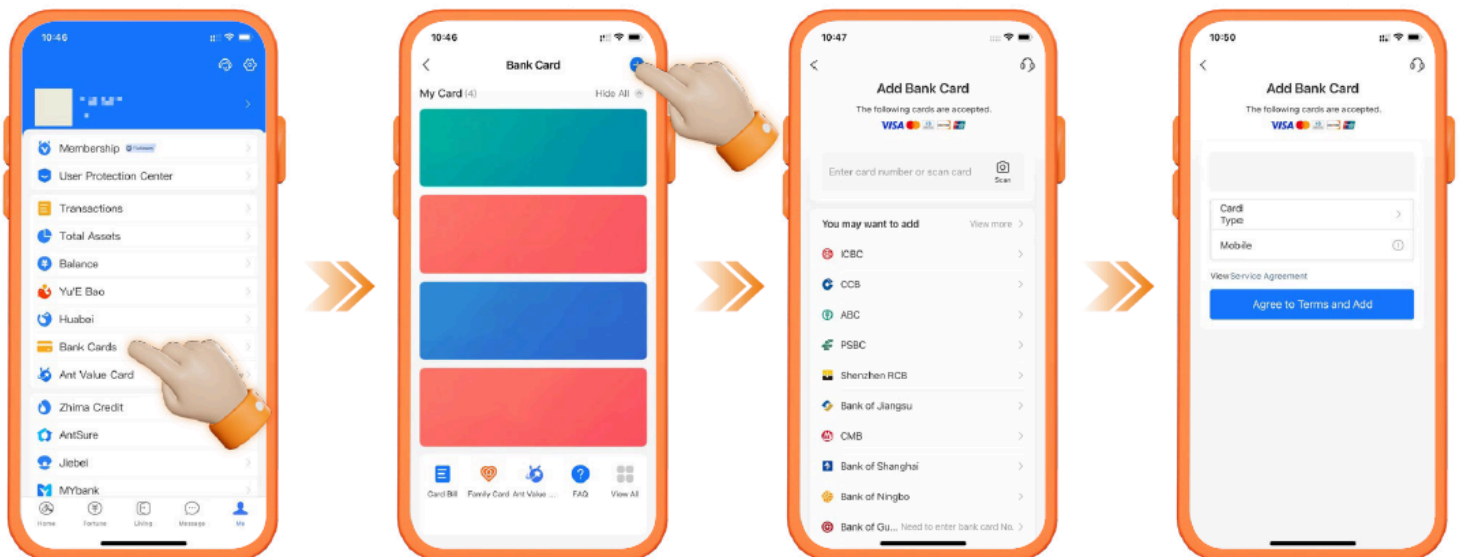 10:46
Membership
User Protection Center
Transactions
Total Assets
Balance
Yu'E Bao
Huabei
Bank Cards
Ant Value Card
Zhima Credit
AntSure
Jiebei
MYbank
Home Fortune Living Message Me
10:46
Bank Card
My Card (4) Hide All
Card Bill Family Card Ant Value ... FAQ View All
10:47
Add Bank Card
The following cards are accepted.
VISA
Enter card number or scan card
Scan
You may want to add View more
ICBC
CCB
ABC
PSBC
Shenzhen RCB
Bank of Jiangsu
CMB
Bank of Shanghai
Bank of Ningbo
Bank of Gu... Need to enter bank card No.
10:50
Add Bank Card
The following cards are accepted.
VISA
Cardi
Type
Mobile
View Service Agreement
Agree to Terms and Add